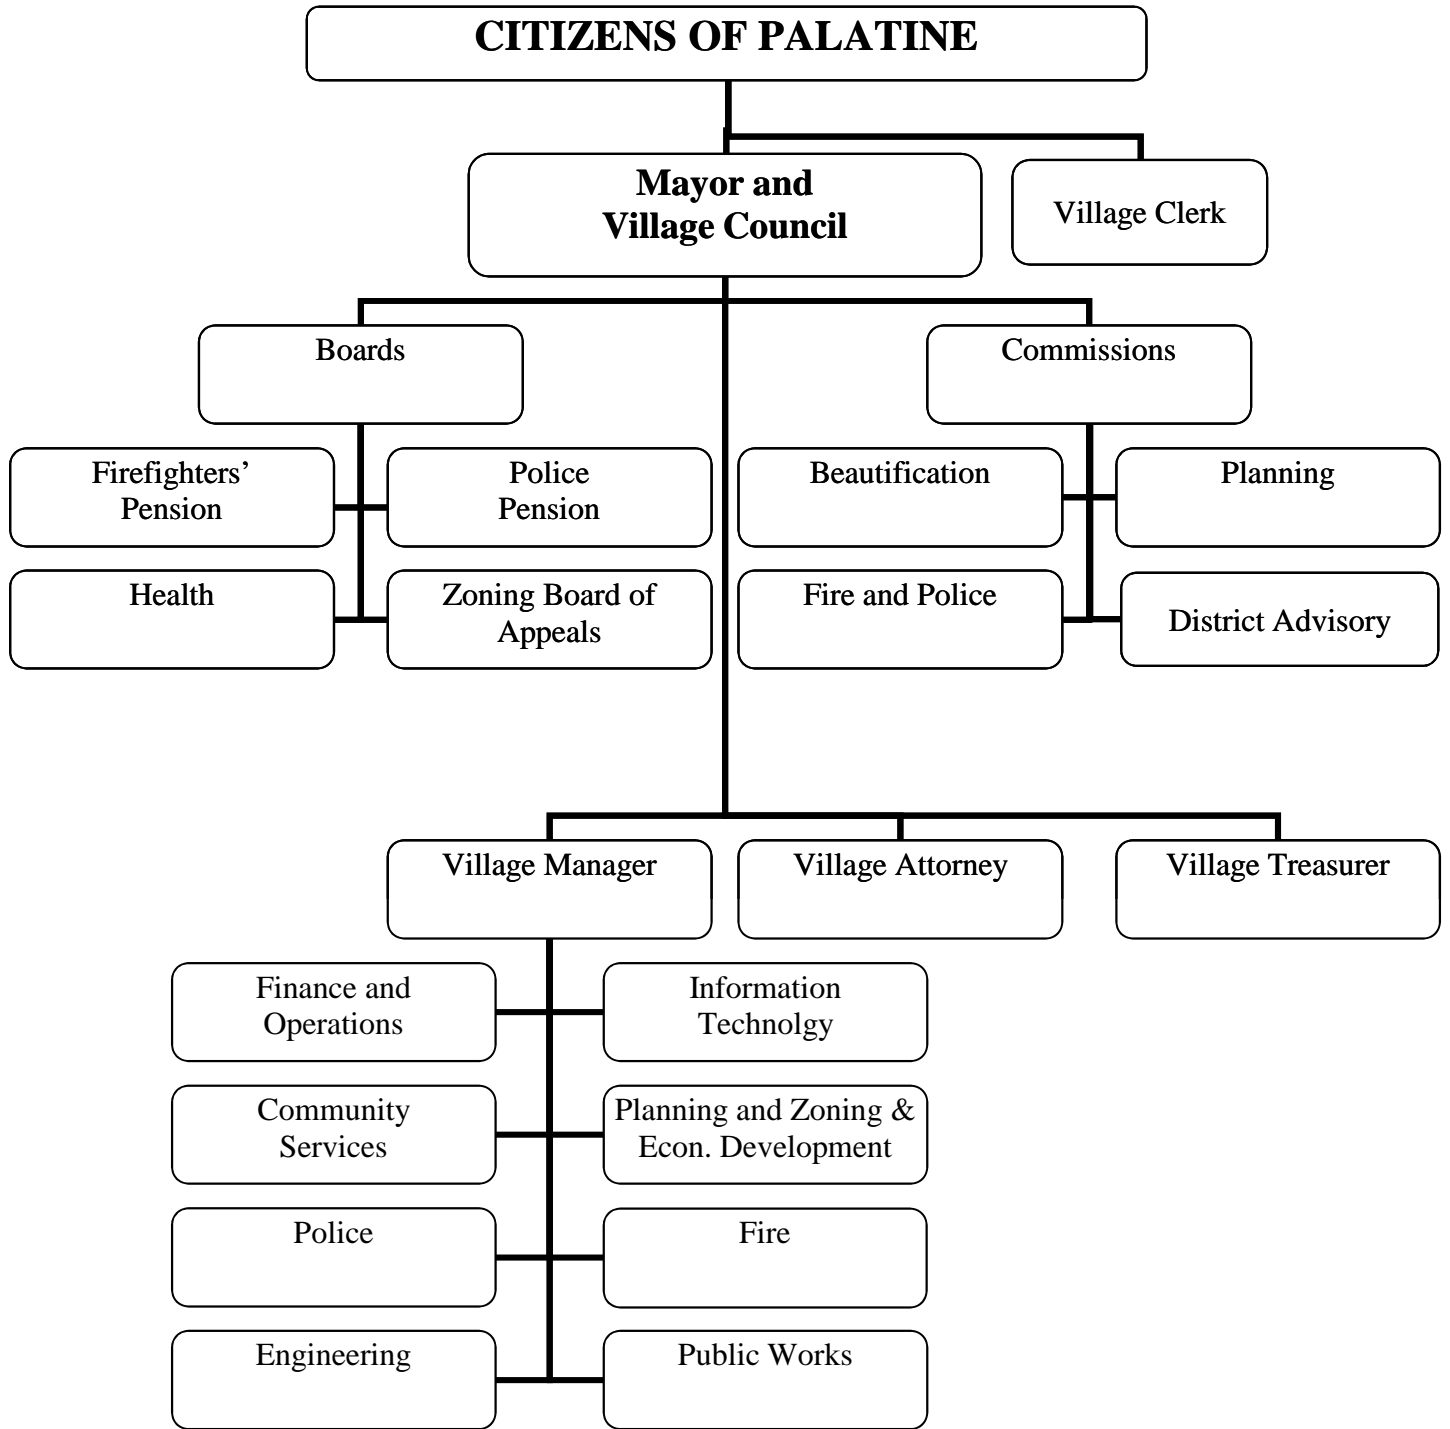 CITIZENS OF PALATINE
Mayor and
Village Council
Village Clerk
Boards
Commissions
Firefighters’
Pension
Police
Pension
Beautification
Planning
Health
Zoning Board of
Appeals
Fire and Police
District Advisory
Village Manager
Village Attorney
Village Treasurer
Finance and
Operations
Information
Technolgy
Community
Services
Planning and Zoning &
Econ. Development
Police
Fire
Engineering
Public Works